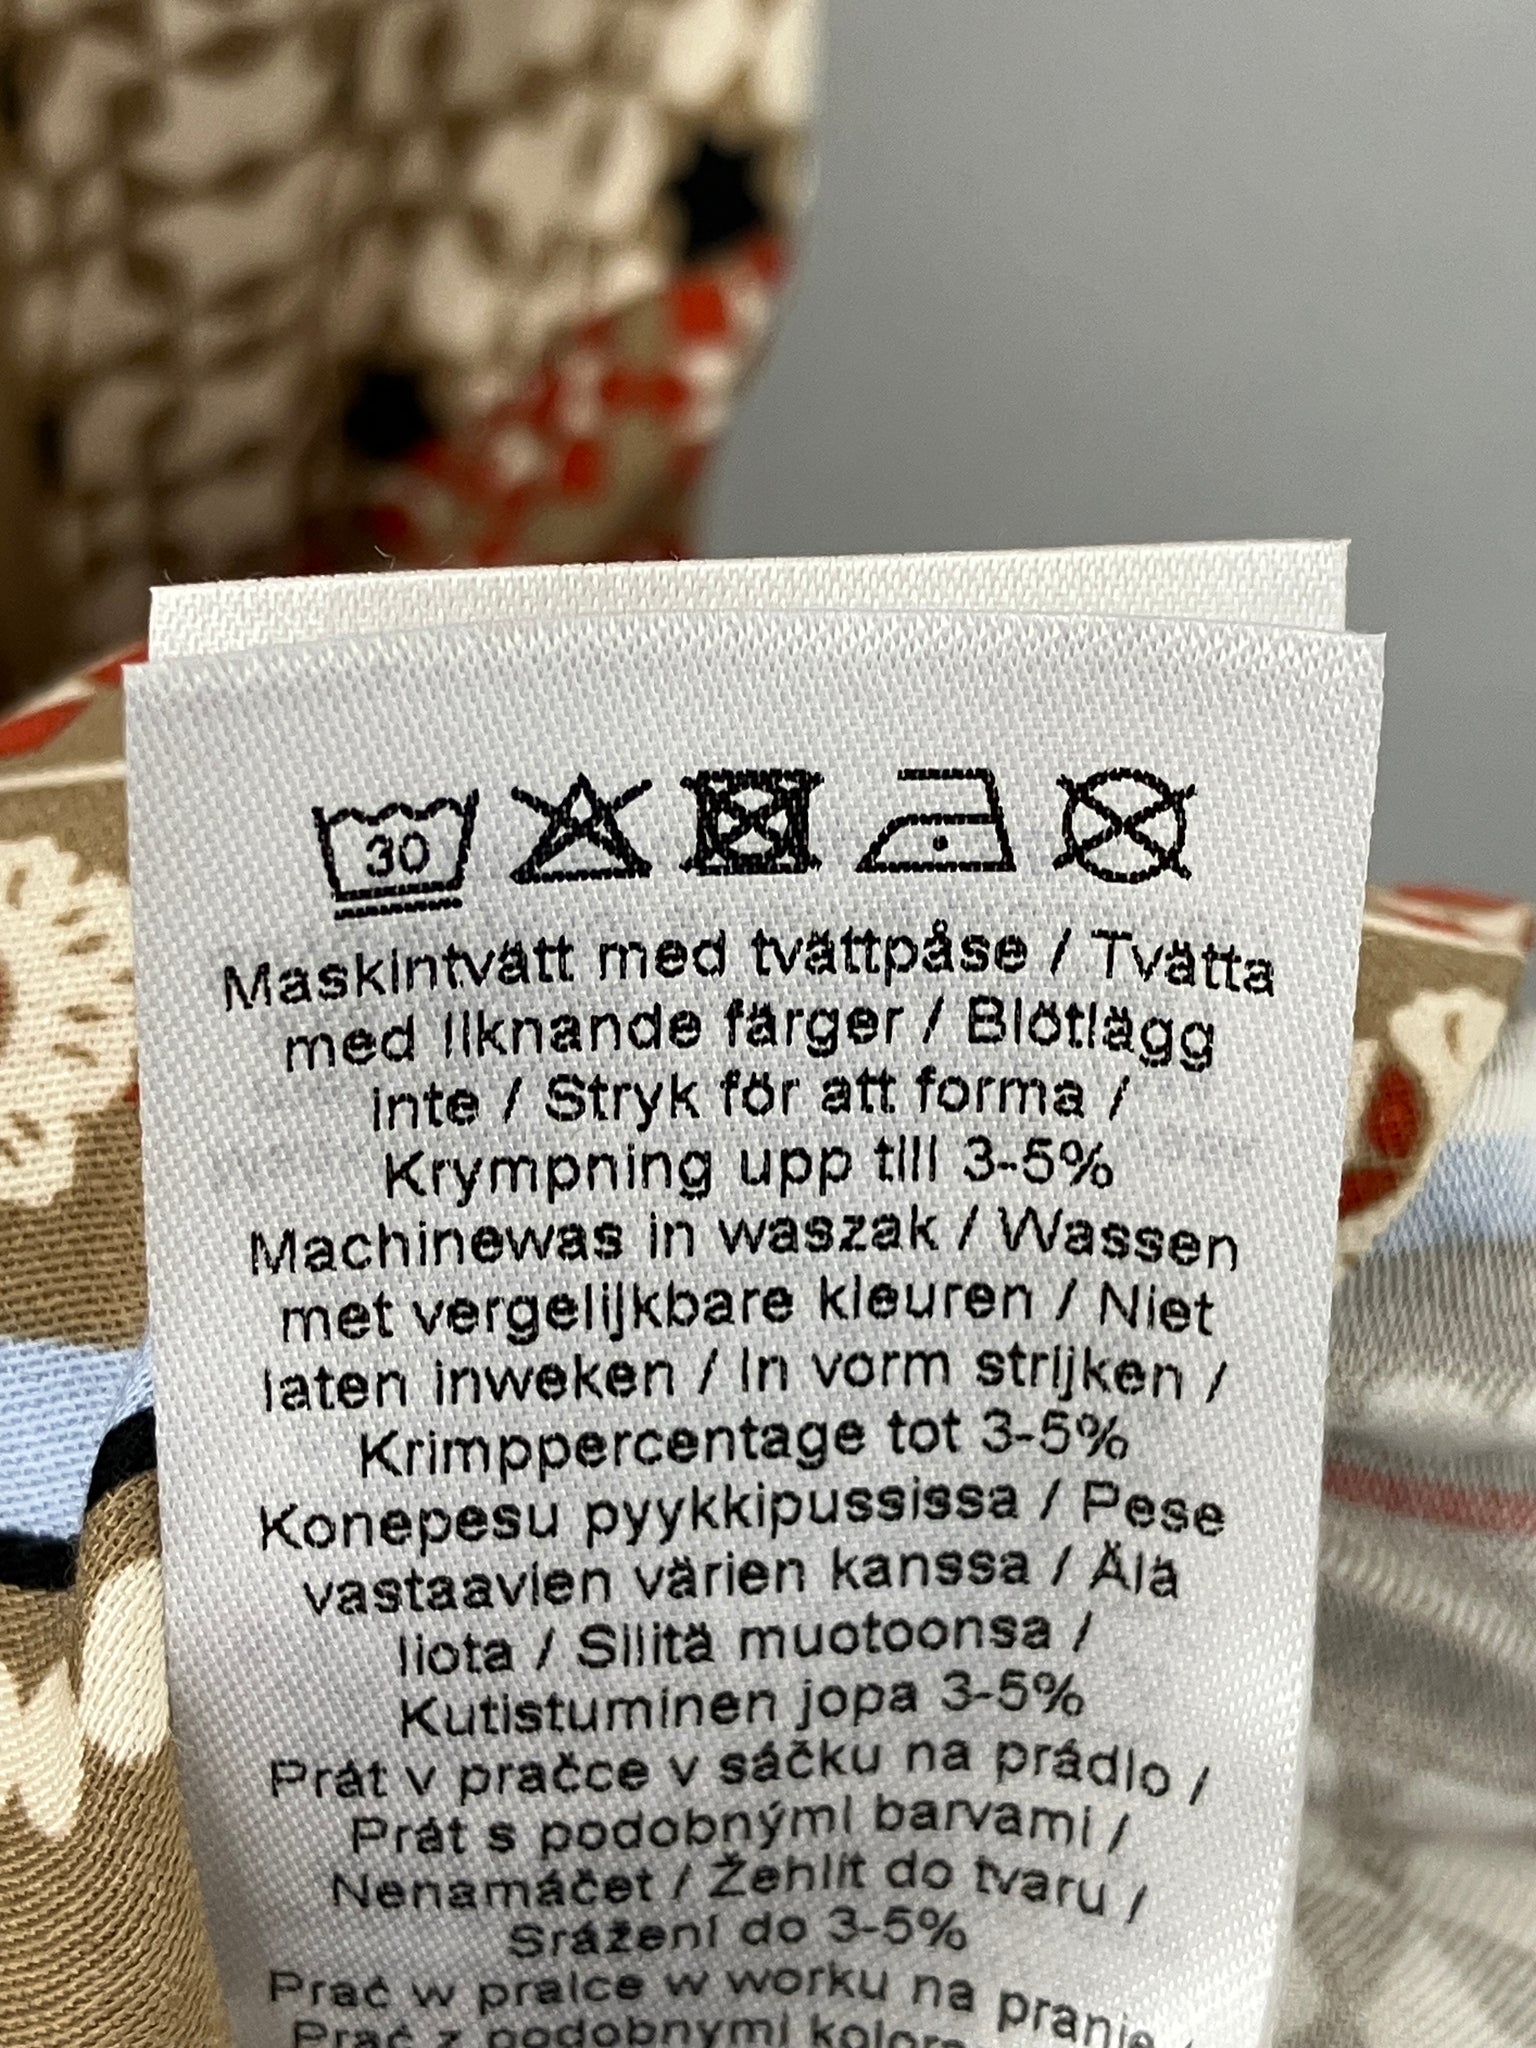 30
Maskintvätt med tvättpåse / Tvätta
med liknande färger / Blötlägg
inte / Stryk för att forma /
Krympning upp till 3-5%
Machinewas in waszak / Wassen
met vergelijkbare kleuren / Niet
laten inweken / In vorm strijken /
Krimppercentage tot 3-5%
Konepesu pyykkipussissa / Pese
vastaavien värien kanssa / Älä
liota / Silitä muotoonsa /
Kutistuminen jopa 3-5%
Prát v pračce v sáčku na prádlo /
Prát s podobnými barvami /
Nenamáčet / Žehlit do tvaru /
Srážení do 3-5%
Prać w pralce w worku na pranie /
Prać z podobnymi